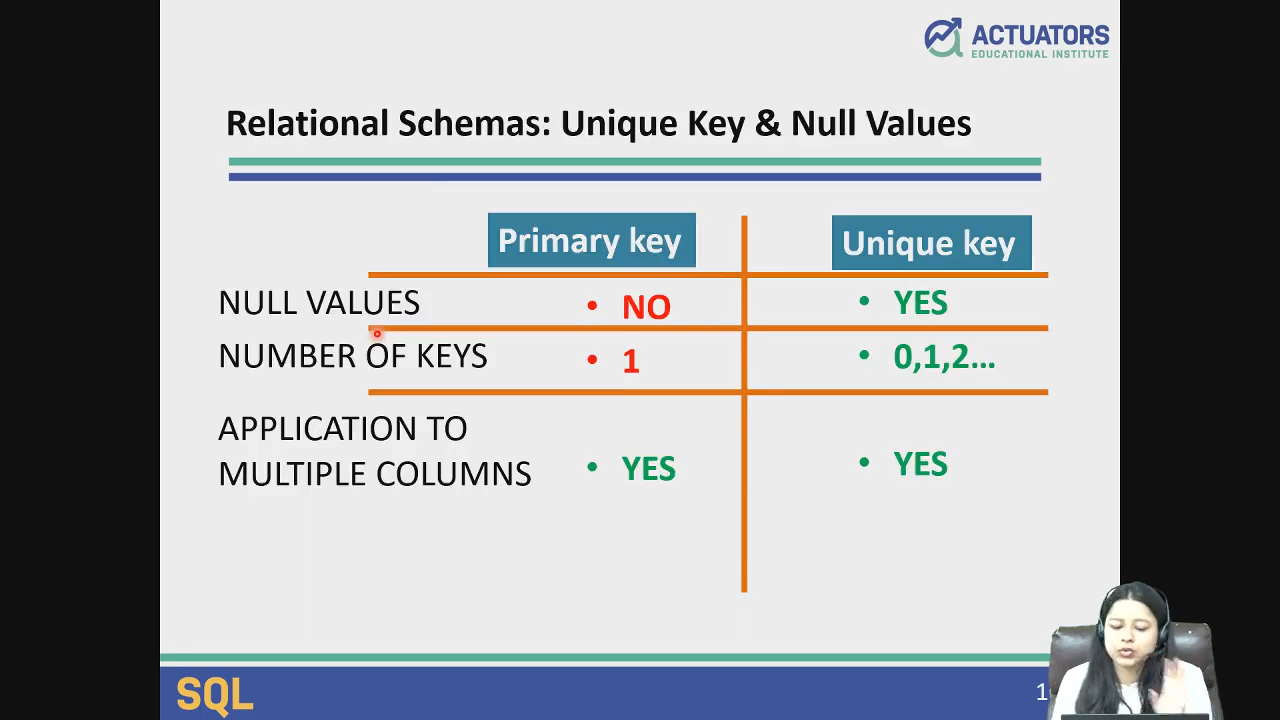 ACTUATORS
EDUCATIONAL INSTITUTE
Relational Schemas: Unique Key & Null Values
Primary key
Unique key
NULL VALUES
• NO
• YES
NUMBER OF KEYS
• 1
• 0,1,2...
APPLICATION TO
MULTIPLE COLUMNS
• YES
• YES
SQL